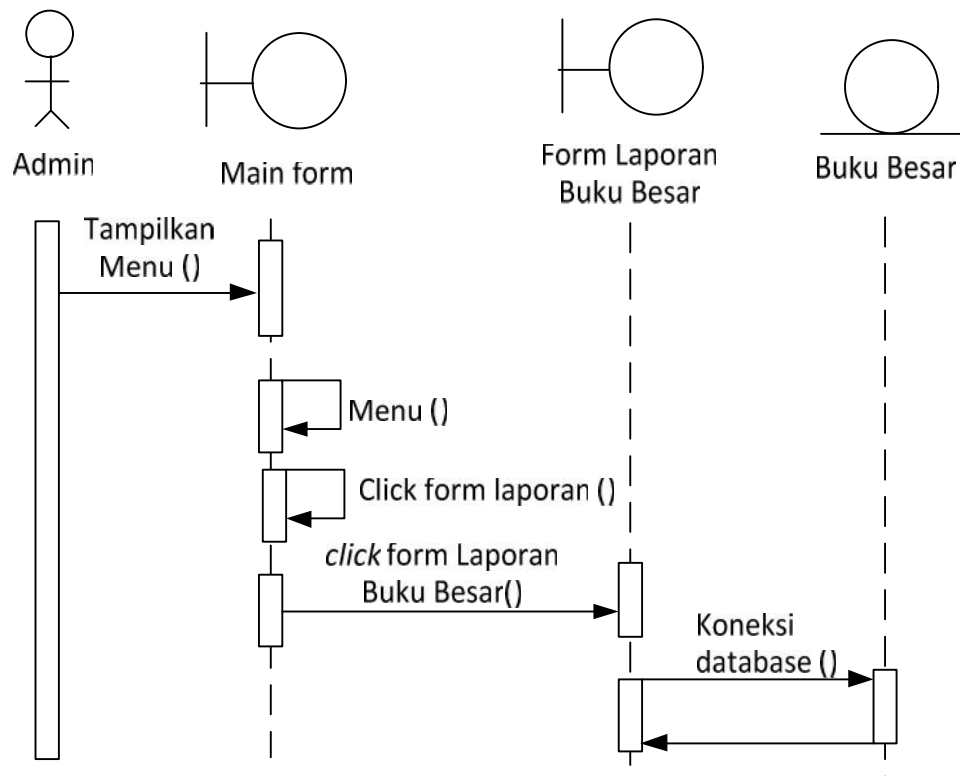 Admin
Main form
Form Laporan
Buku Besar
Buku Besar
Tampilkan
Menu ()
Menu ()
Click form laporan ()
click form Laporan
Buku Besar()
Koneksi
database ()